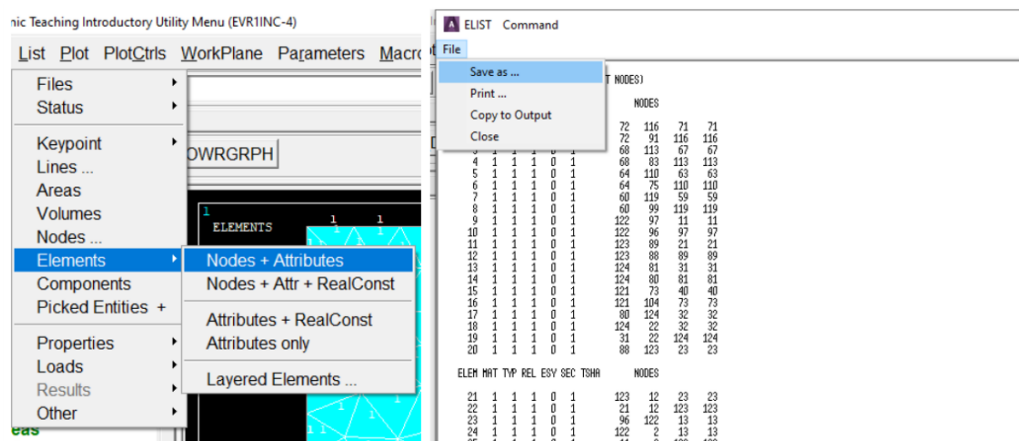 nic Teaching Introductory Utility Menu (EVR1INC-4)
List Plot PlotCtrls WorkPlane Parameters Macro
Files
Status
Keypoint
Lines ...
Areas
Volumes
Nodes ...
Elements
Components
Picked Entities +
Properties
Loads
Results
Other
eas
OWRGRPH
1
ELEMENTS
1 1
Nodes + Attributes
Nodes + Attr + RealConst
Attributes + RealConst
Attributes only
Layered Elements ...
ELIST Command
File
Save as ...
Print ...
Copy to Output
Close
T NODES)
NODES
72 116 71 71
72 91 116 116
3 1 1 1 0 1 68 113 67 67
4 1 1 1 0 1 68 83 113 113
5 1 1 1 0 1 64 110 63 63
6 1 1 1 0 1 64 75 110 110
7 1 1 1 0 1 60 119 59 59
8 1 1 1 0 1 60 99 119 119
9 1 1 1 0 1 122 97 11 11
10 1 1 1 0 1 122 96 97 97
11 1 1 1 0 1 123 89 21 21
12 1 1 1 0 1 123 88 89 89
13 1 1 1 0 1 124 81 31 31
14 1 1 1 0 1 124 80 81 81
15 1 1 1 0 1 121 73 40 40
16 1 1 1 0 1 121 104 73 73
17 1 1 1 0 1 80 124 32 32
18 1 1 1 0 1 124 22 32 32
19 1 1 1 0 1 31 22 124 124
20 1 1 1 0 1 88 123 23 23
ELEM MAT TYP REL ESY SEC TSHA NODES
21 1 1 1 0 1 123 12 23 23
22 1 1 1 0 1 21 12 123 123
23 1 1 1 0 1 96 122 13 13
24 1 1 1 0 1 122 2 13 13